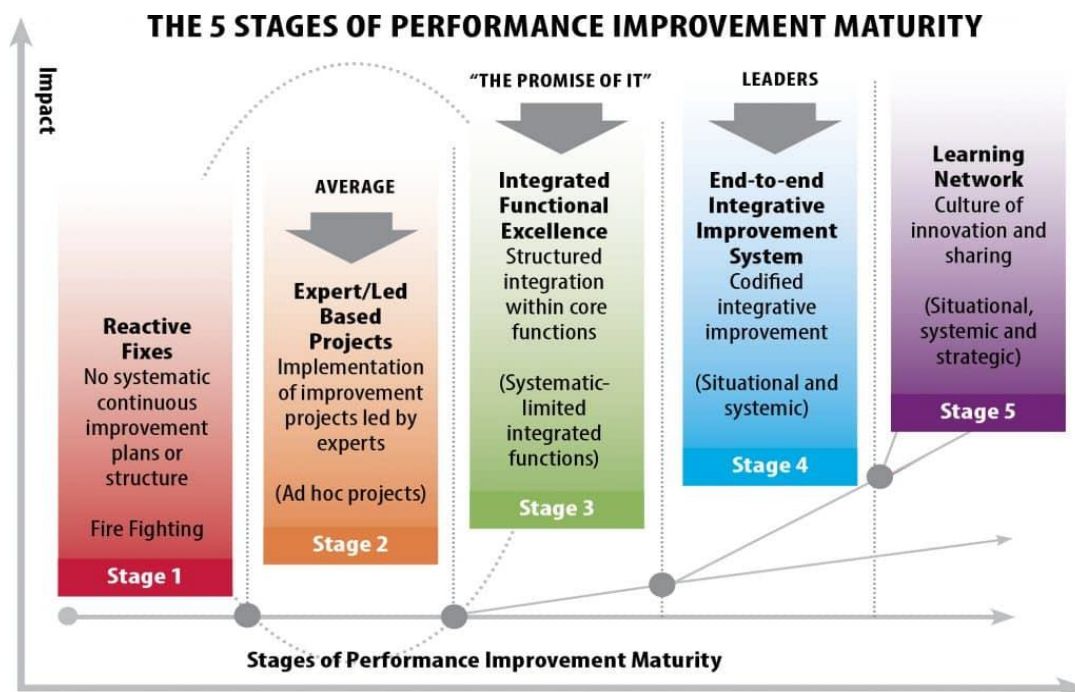 THE 5 STAGES OF PERFORMANCE IMPROVEMENT MATURITY
Impact
Reactive
Fixes
No systematic
continuous
improvement
plans or
structure
Fire Fighting
Stage 1
AVERAGE
Expert/Led
Based
Projects
Implementation
of improvement
projects led by
experts
(Ad hoc projects)
Stage 2
"THE PROMISE OF IT"
Integrated
Functional
Excellence
Structured
integration
within core
functions
(Systematic-
limited
integrated
functions)
Stage 3
LEADERS
End-to-end
Integrative
Improvement
System
Codified
integrative
improvement
(Situational and
systemic)
Stage 4
Learning
Network
Culture of
innovation and
sharing
(Situational,
systemic and
strategic)
Stage 5
Stages of Performance Improvement Maturity